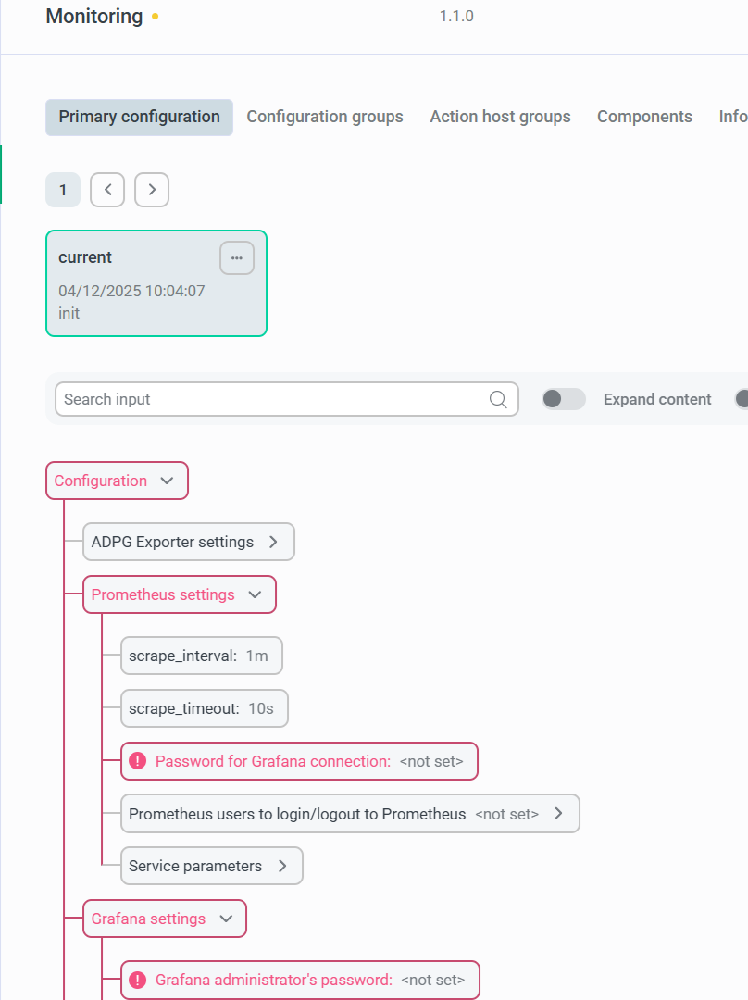 Monitoring
1.1.0
Primary configuration Configuration groups Action host groups Components Info
1
current
04/12/2025 10:04:07
init
Search input
Expand content
Configuration
ADPG Exporter settings
Prometheus settings
scrape_interval: 1m
scrape_timeout: 10s
! Password for Grafana connection: <not set>
Prometheus users to login/logout to Prometheus <not set>
Service parameters
Grafana settings
! Grafana administrator's password: <not set>